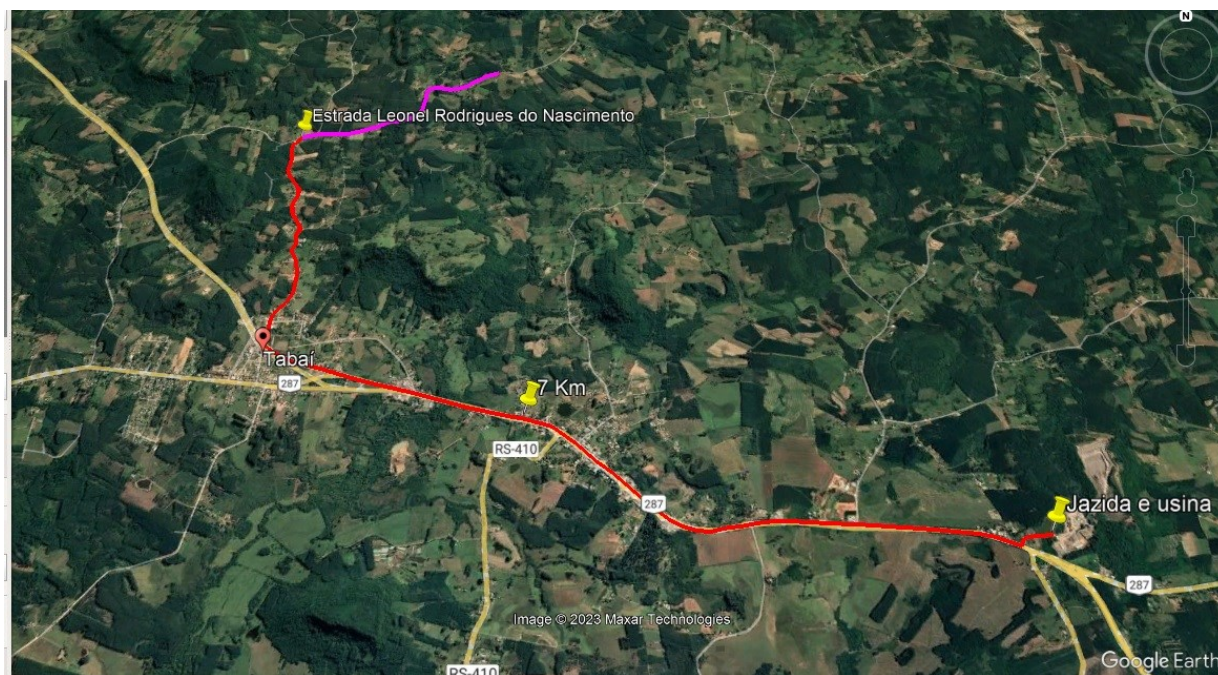 N
Estrada Leonel Rodrigues do Nascimento
Tabaí
287
7 Km
RS-410
287
Jazida e usina
287
Image © 2023 Maxar Technologies
RS-410
Google Earth